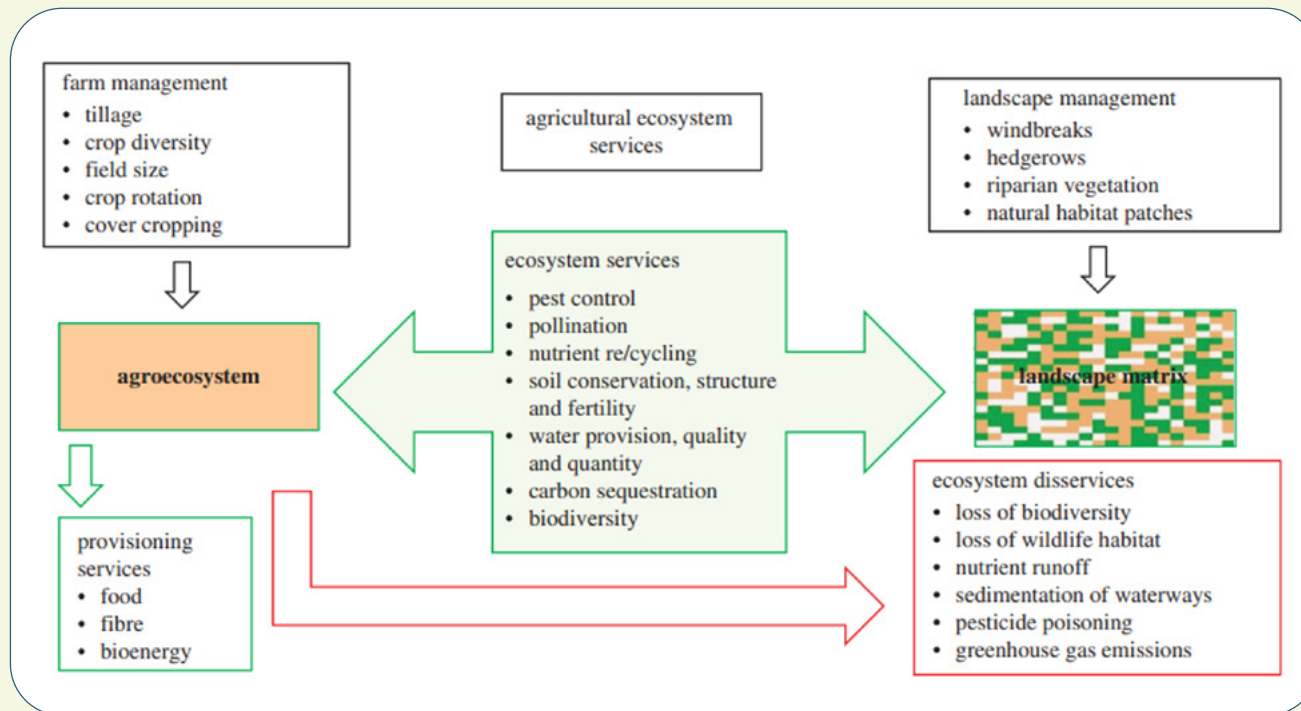 farm management
• tillage
• crop diversity
• field size
• crop rotation
• cover cropping
agricultural ecosystem
services
landscape management
• windbreaks
• hedgerows
• riparian vegetation
• natural habitat patches
agroecosystem
ecosystem services
• pest control
• pollination
• nutrient re/cycling
• soil conservation, structure
and fertility
• water provision, quality
and quantity
• carbon sequestration
• biodiversity
landscape matrix
provisioning
services
• food
• fibre
• bioenergy
ecosystem disservices
• loss of biodiversity
• loss of wildlife habitat
• nutrient runoff
• sedimentation of waterways
• pesticide poisoning
• greenhouse gas emissions